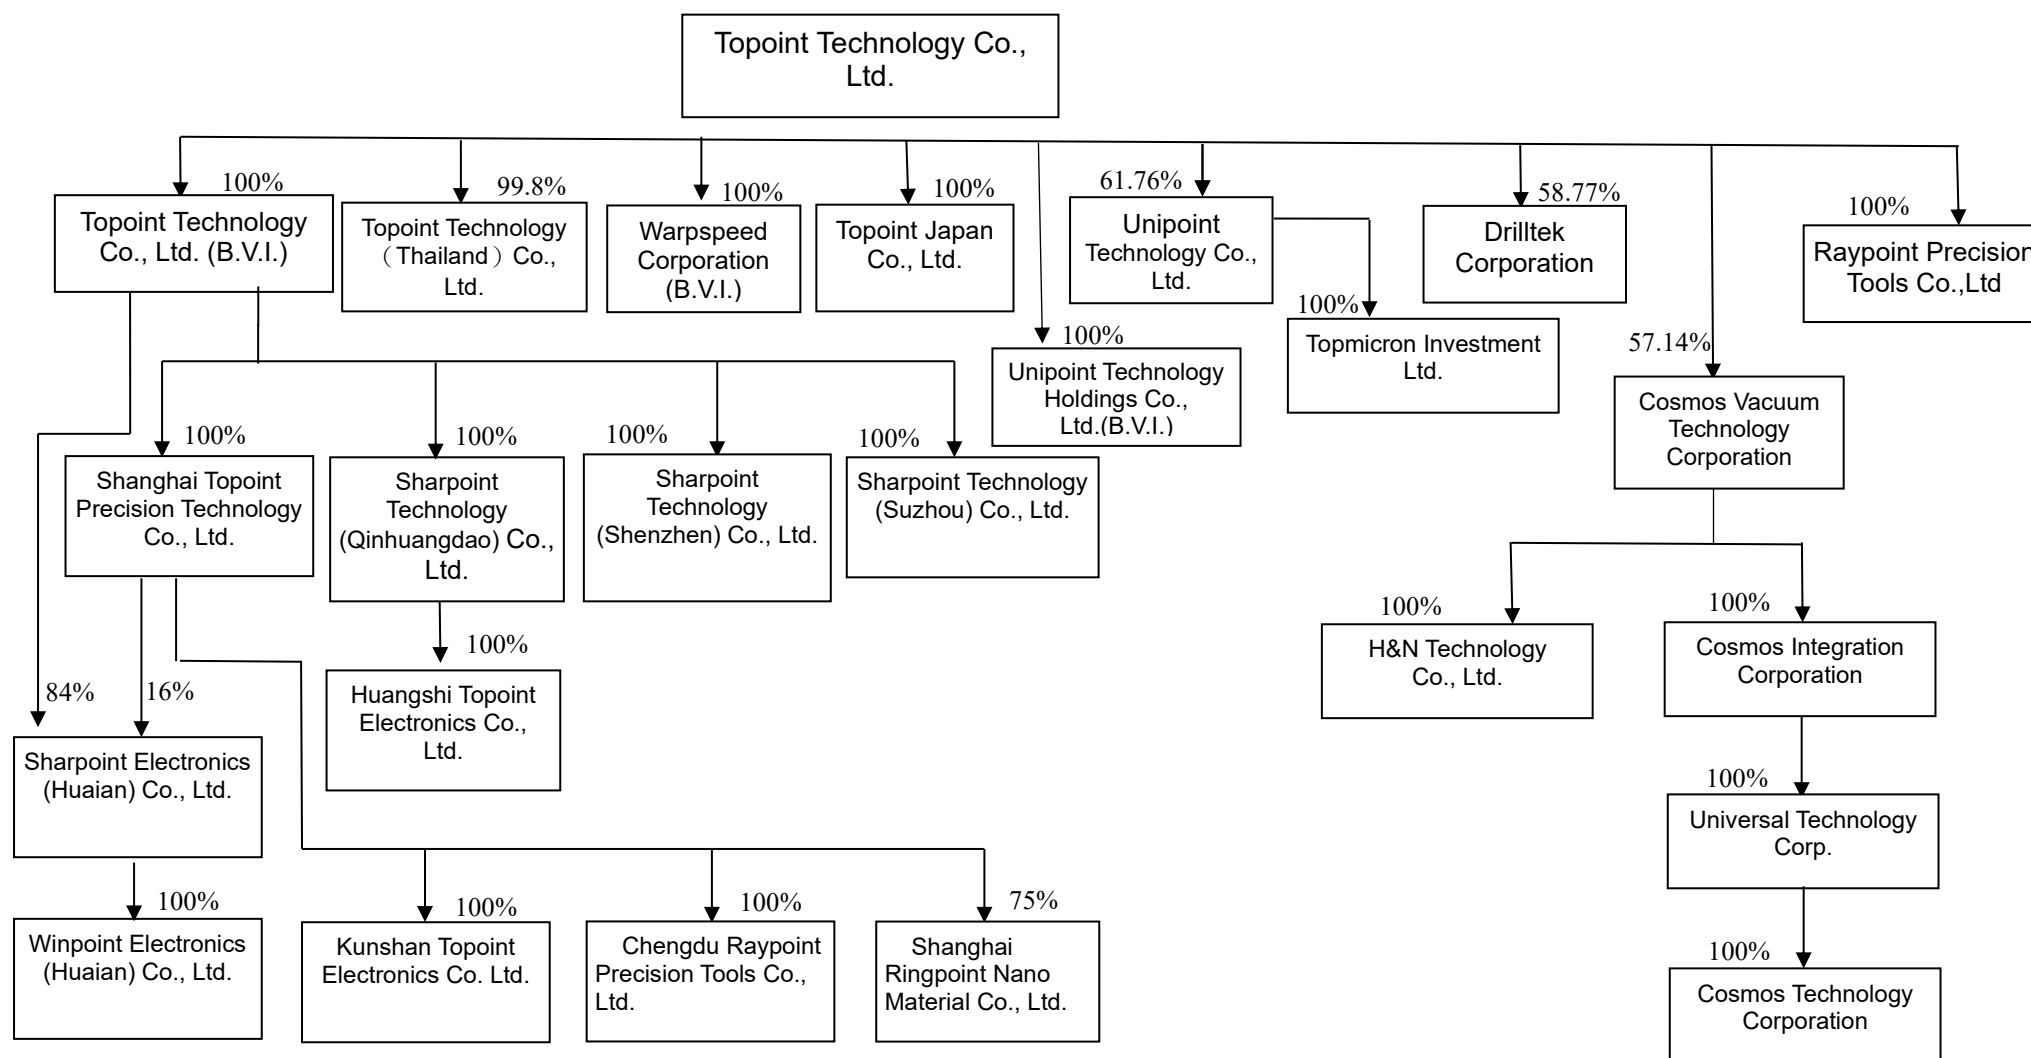 Topoint Technology Co.,
Ltd.
100%
Topoint Technology
Co., Ltd. (B.V.I.)
99.8%
Topoint Technology
（Thailand）Co.,
Ltd.
100%
Warpspeed
Corporation
(B.V.I.)
100%
Topoint Japan
Co., Ltd.
61.76%
Unipoint
Technology Co.,
Ltd.
58.77%
Drilltek
Corporation
100%
Raypoint Precision
Tools Co.,Ltd
100%
Unipoint Technology
Holdings Co.,
Ltd.(B.V.I.)
100%
Topmicron Investment
Ltd.
57.14%
Cosmos Vacuum
Technology
Corporation
100%
Shanghai Topoint
Precision Technology
Co., Ltd.
100%
Sharpoint
Technology
(Qinhuangdao) Co.,
Ltd.
100%
Sharpoint
Technology
(Shenzhen) Co., Ltd.
100%
Sharpoint Technology
(Suzhou) Co., Ltd.
100%
H&N Technology
Co., Ltd.
100%
Cosmos Integration
Corporation
100%
Huangshi Topoint
Electronics Co.,
Ltd.
84%
16%
Sharpoint Electronics
(Huaian) Co., Ltd.
100%
Universal Technology
Corp.
100%
Winpoint Electronics
(Huaian) Co., Ltd.
100%
Kunshan Topoint
Electronics Co. Ltd.
100%
Chengdu Raypoint
Precision Tools Co.,
Ltd.
75%
Shanghai
Ringpoint Nano
Material Co., Ltd.
100%
Cosmos Technology
Corporation